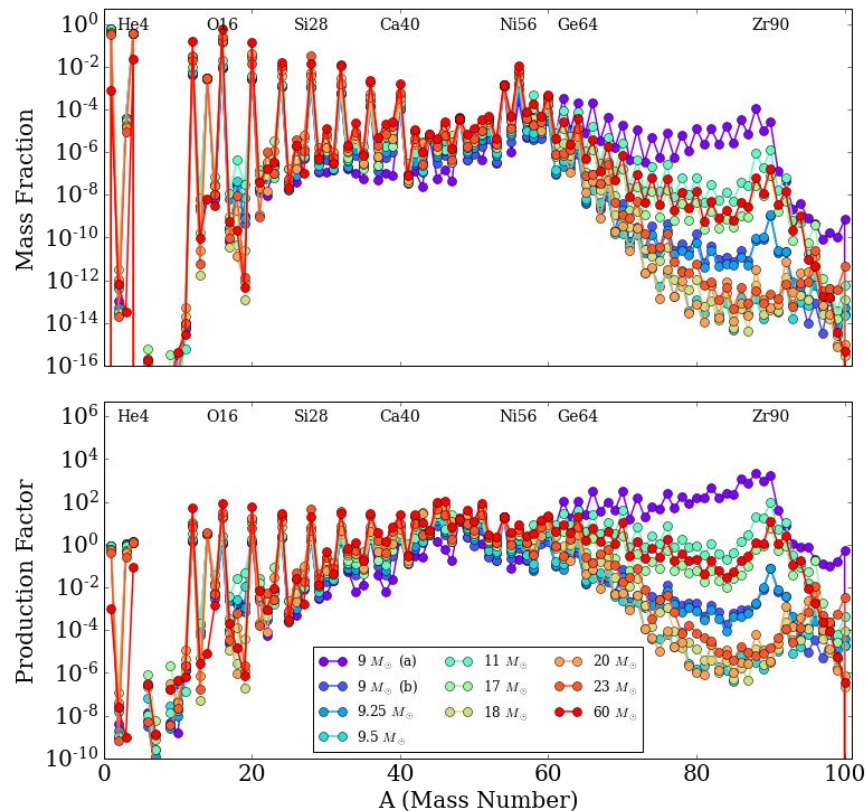 He4 O16 Si28 Ca40 Ni56 Ge64 Zr90
10^0
10^-2
10^-4
10^-6
10^-8
10^-10
10^-12
10^-14
10^-16
Mass Fraction
He4 O16 Si28 Ca40 Ni56 Ge64 Zr90
10^6
10^4
10^2
10^0
10^-2
10^-4
10^-6
10^-8
10^-10
Production Factor
9 M⊙ (a)
9 M⊙ (b)
9.25 M⊙
9.5 M⊙
11 M⊙
17 M⊙
18 M⊙
20 M⊙
23 M⊙
60 M⊙
0 20 40 60 80 100
A (Mass Number)